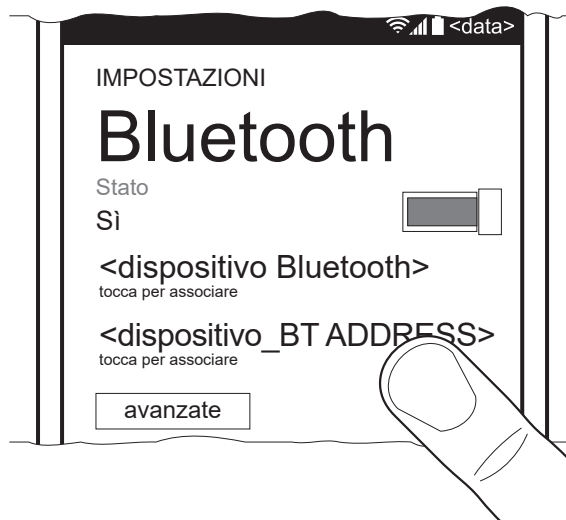 <data>
IMPOSTAZIONI
Bluetooth
Stato
Sì
<dispositivo Bluetooth>
tocca per associare
<dispositivo_BT ADDRESS>
tocca per associare
avanzate